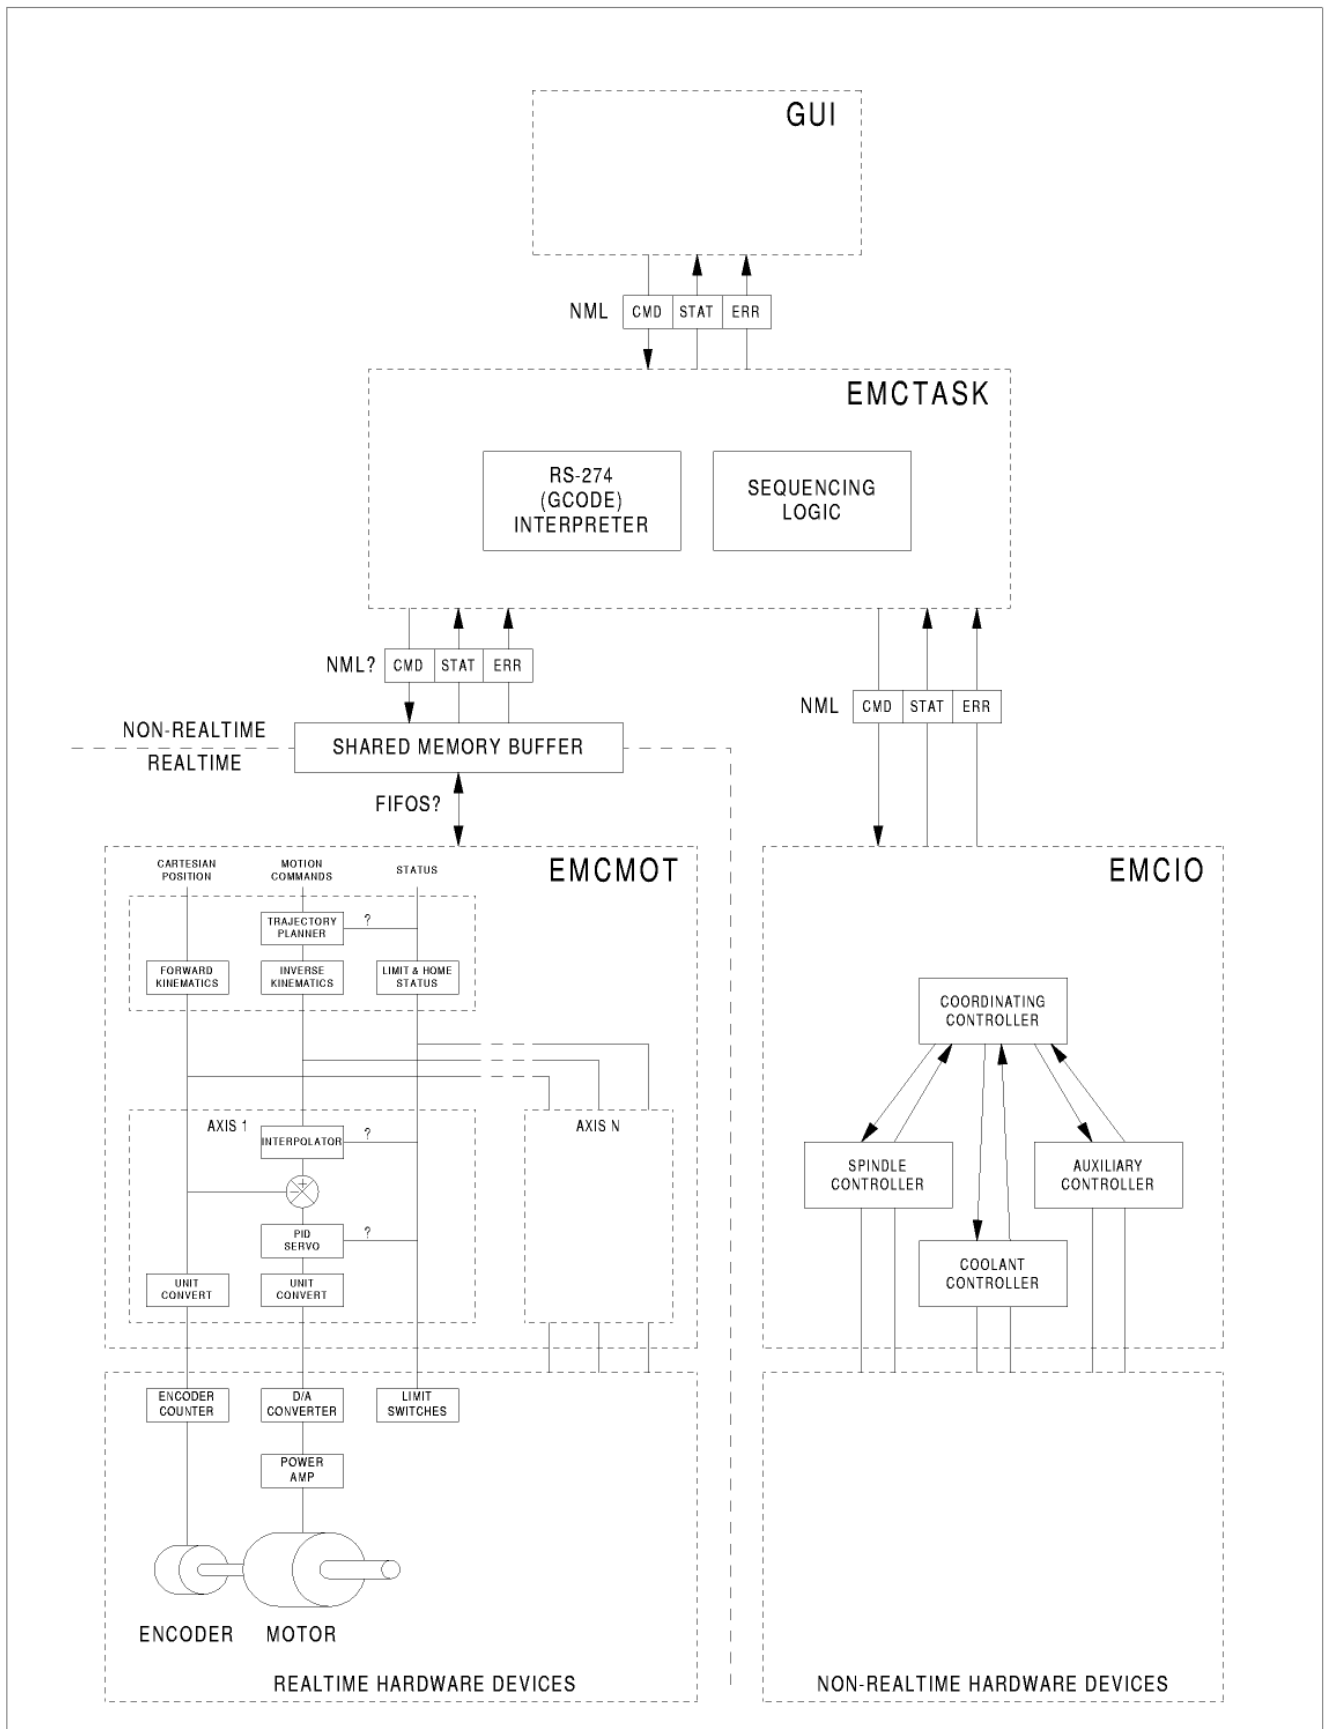 GUI
NML
CMD
STAT
ERR
EMCTASK
RS-274
(GCODE)
INTERPRETER
SEQUENCING
LOGIC
NML?
CMD
STAT
ERR
NML
CMD
STAT
ERR
NON-REALTIME
REALTIME
SHARED MEMORY BUFFER
FIFOS?
EMCMOT
CARTESIAN
POSITION
MOTION
COMMANDS
STATUS
TRAJECTORY
PLANNER
?
FORWARD
KINEMATICS
INVERSE
KINEMATICS
LIMIT & HOME
STATUS
AXIS 1
INTERPOLATOR
?
+
−
PID
SERVO
?
UNIT
CONVERT
UNIT
CONVERT
AXIS N
EMCIO
COORDINATING
CONTROLLER
SPINDLE
CONTROLLER
AUXILIARY
CONTROLLER
COOLANT
CONTROLLER
ENCODER
COUNTER
D/A
CONVERTER
LIMIT
SWITCHES
POWER
AMP
ENCODER
MOTOR
REALTIME HARDWARE DEVICES
NON-REALTIME HARDWARE DEVICES